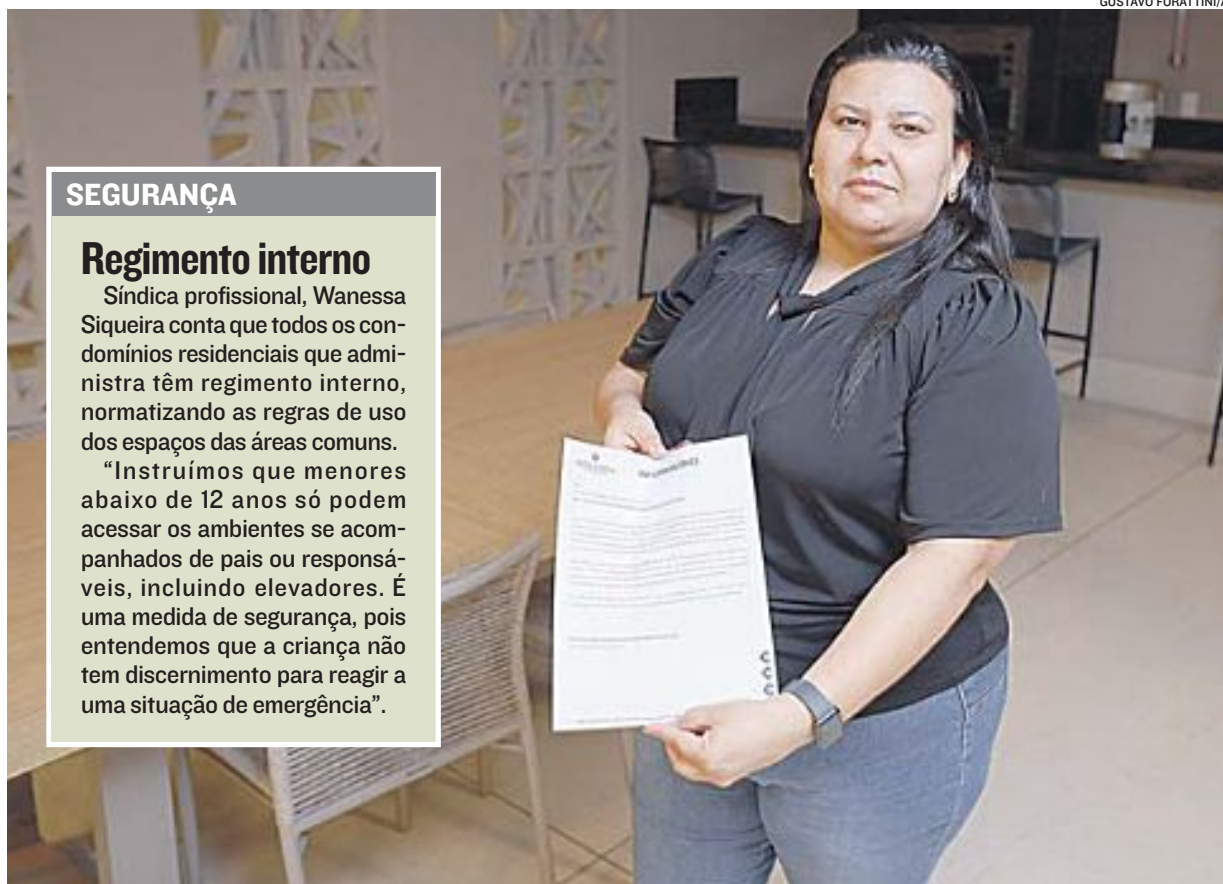 SEGURANÇA
Regimento interno
Síndica profissional, Wanessa
Siqueira conta que todos os con-
domínios residenciais que admi-
nistra têm regimento interno,
normatizando as regras de uso
dos espaços das áreas comuns.
“Instruímos que menores
abaixo de 12 anos só podem
acessar os ambientes se acom-
panhados de pais ou responsá-
veis, incluindo elevadores. É
uma medida de segurança, pois
entendemos que a criança não
tem discernimento para reagir a
uma situação de emergência”.